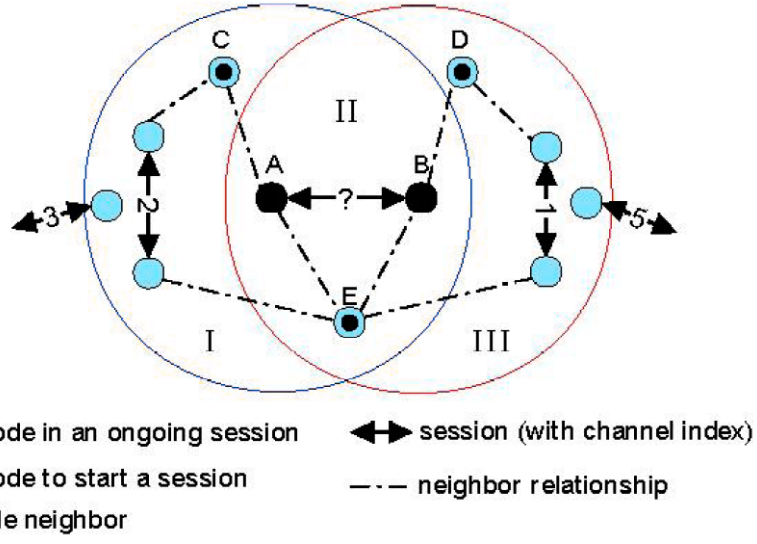 C D
II
A B
?
3 2 1 5
E
I III
ode in an ongoing session
session (with channel index)
ode to start a session
neighbor relationship
le neighbor